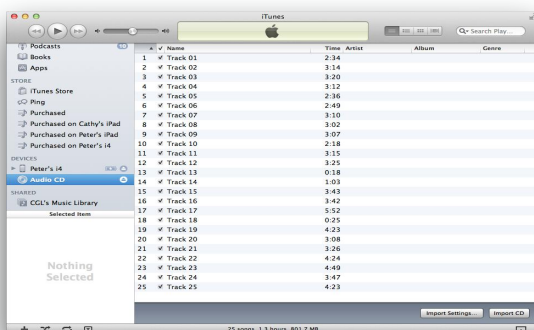 iTunes
Search Play...
Podcasts
Books
Apps
STORE
iTunes Store
Ping
Purchased
Purchased on Cathy's iPad
Purchased on Peter's iPad
Purchased on Peter's i4
DEVICES
Peter's i4
Audio CD
SHARED
CGL's Music Library
Selected Item
Nothing
Selected
Name Time Artist Album Genre
1 Track 01 2:34
2 Track 02 3:14
3 Track 03 3:20
4 Track 04 3:12
5 Track 05 2:36
6 Track 06 2:49
7 Track 07 3:10
8 Track 08 3:02
9 Track 09 3:07
10 Track 10 2:18
11 Track 11 3:15
12 Track 12 3:25
13 Track 13 0:18
14 Track 14 1:03
15 Track 15 3:43
16 Track 16 3:42
17 Track 17 5:52
18 Track 18 0:25
19 Track 19 4:23
20 Track 20 3:08
21 Track 21 3:26
22 Track 22 4:24
23 Track 23 4:49
24 Track 24 3:47
25 Track 25 4:23
Import Settings... Import CD
25 songs, 1.3 hours, 801.7 MB